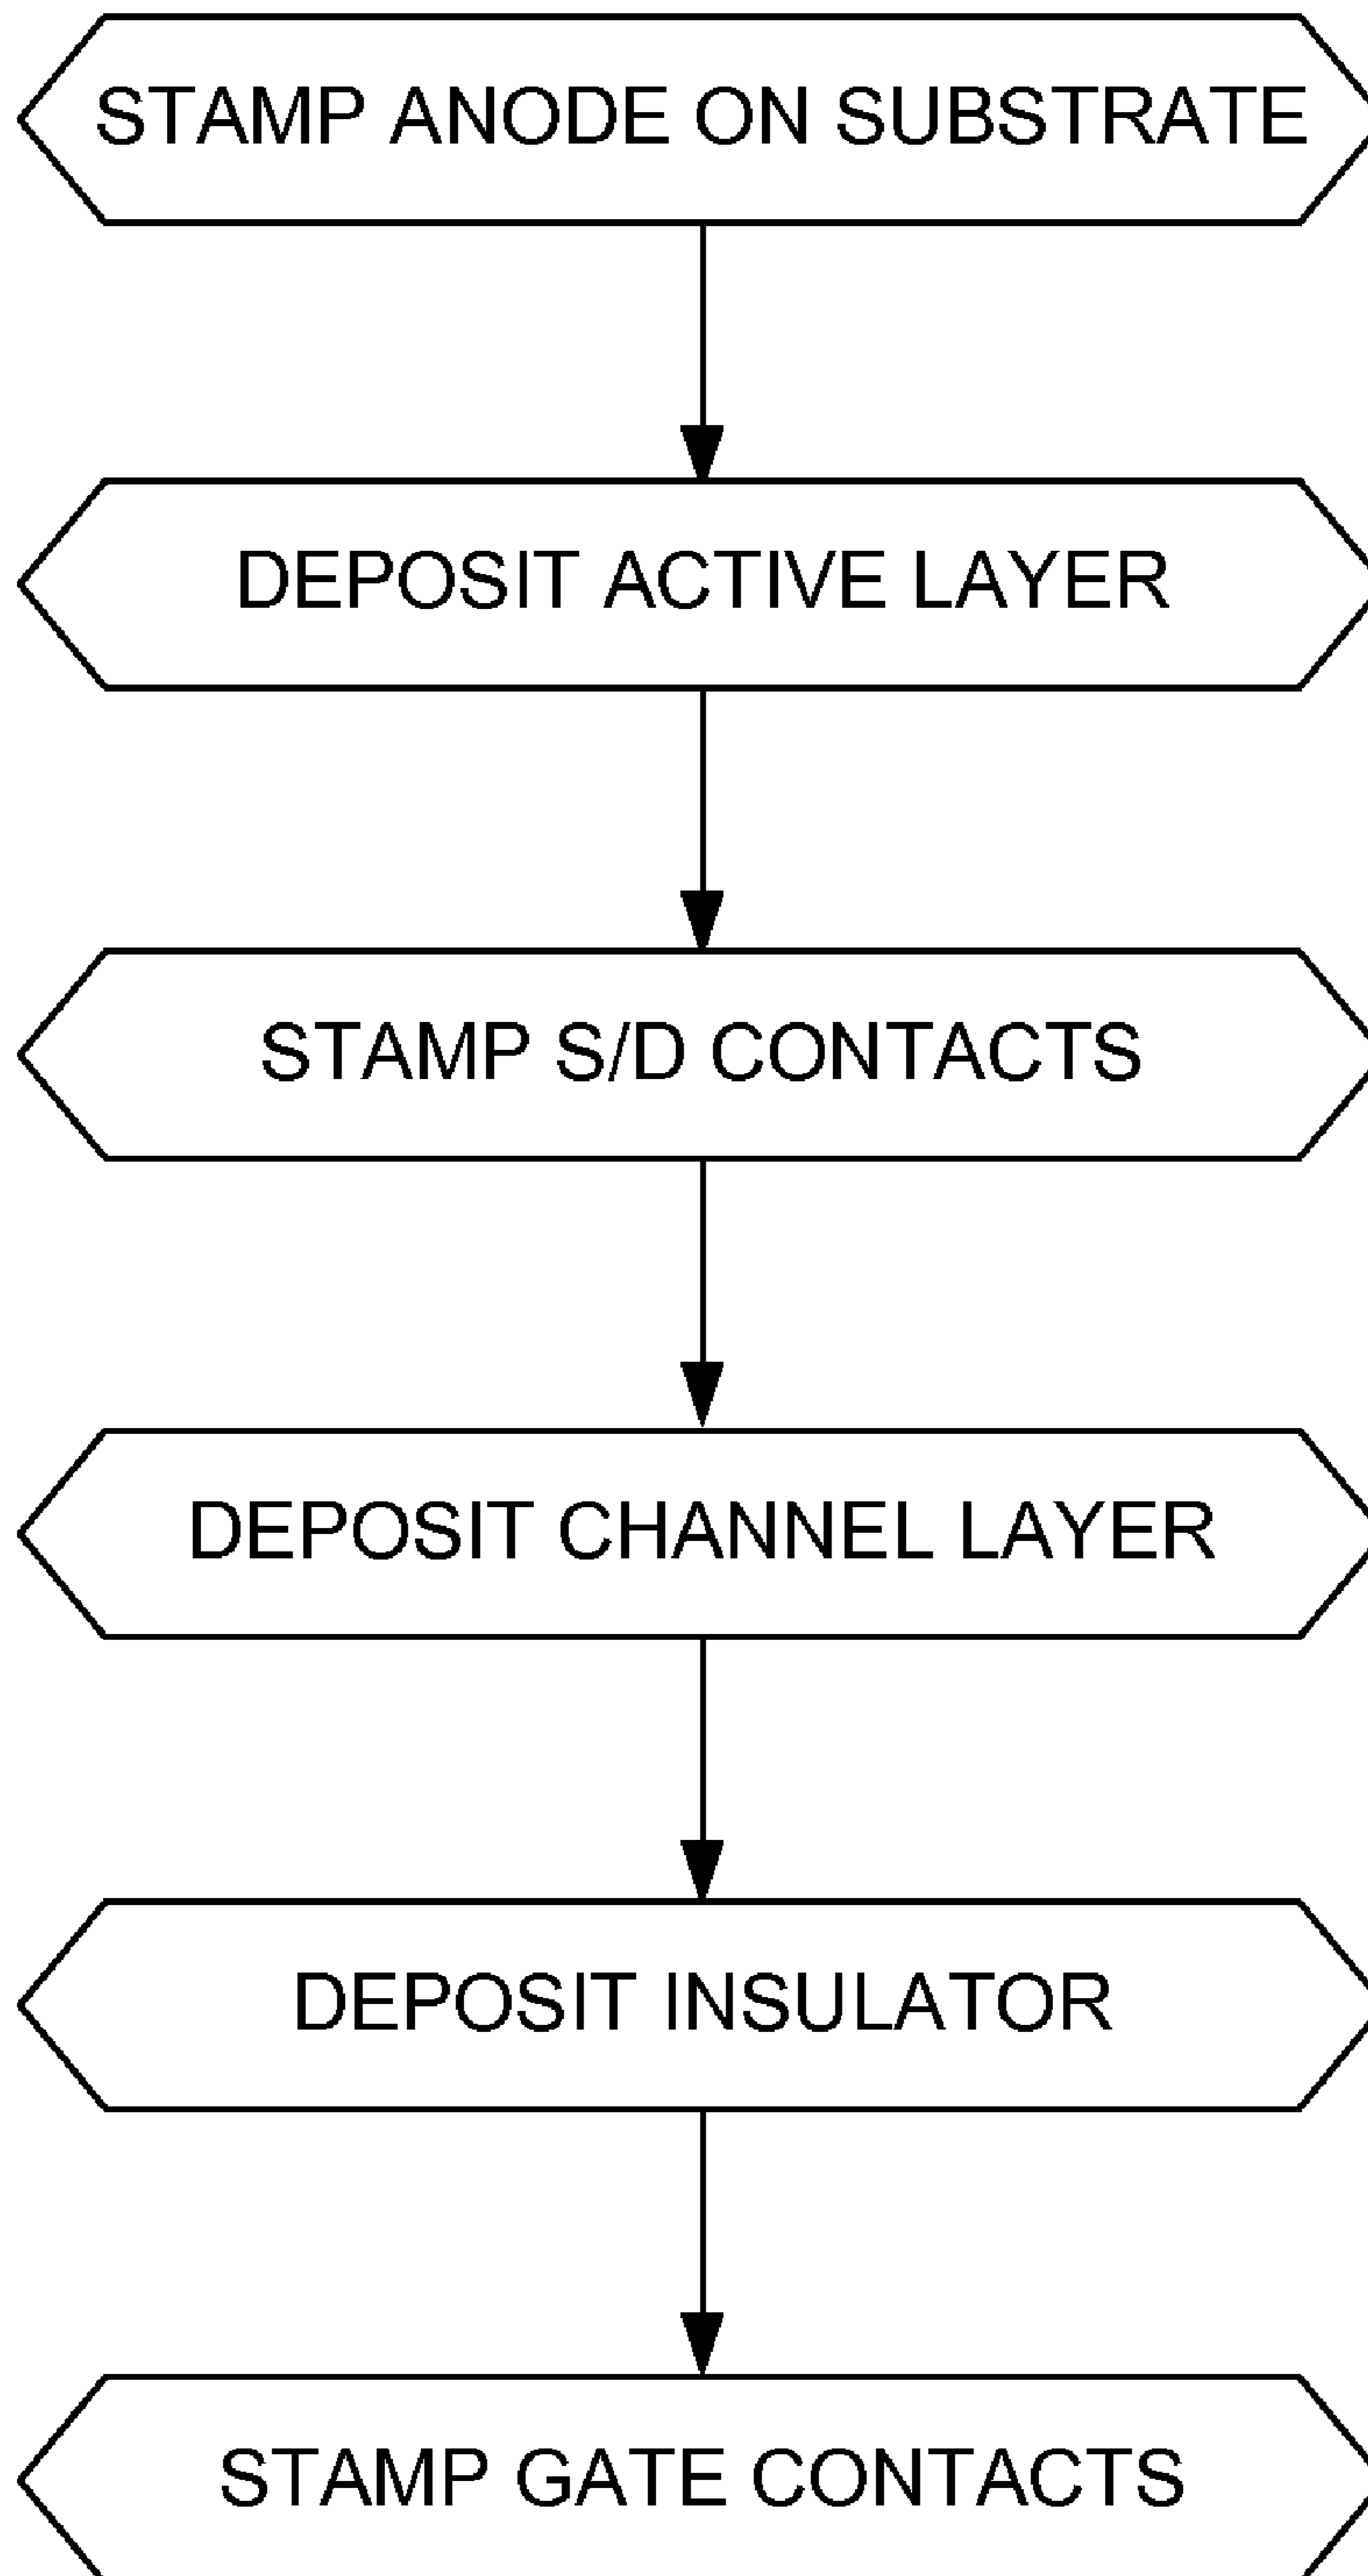 STAMP ANODE ON SUBSTRATE
DEPOSIT ACTIVE LAYER
STAMP S/D CONTACTS
DEPOSIT CHANNEL LAYER
DEPOSIT INSULATOR
STAMP GATE CONTACTS